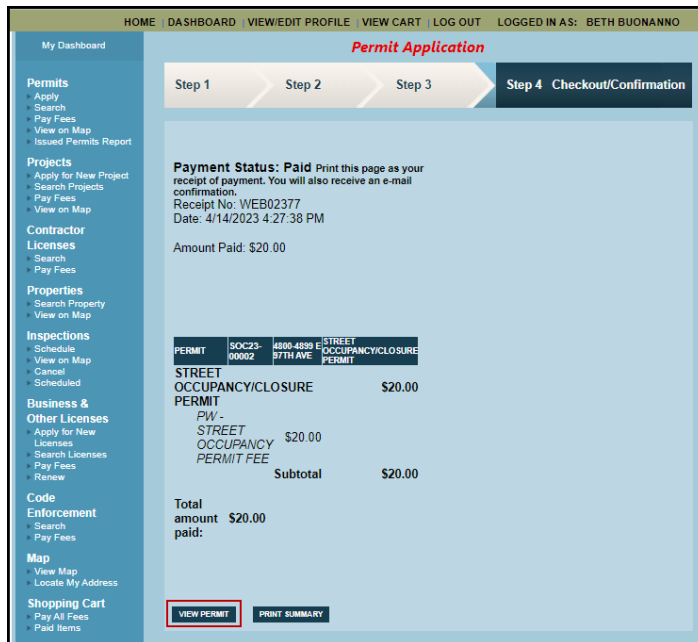 HOME | DASHBOARD | VIEW/EDIT PROFILE | VIEW CART | LOG OUT LOGGED IN AS: BETH BUONANNO
My Dashboard
Permits
Apply
Search
Pay Fees
View on Map
Issued Permits Report
Projects
Apply for New Project
Search Projects
Pay Fees
View on Map
Contractor
Licenses
Search
Pay Fees
Properties
Search Property
View on Map
Inspections
Schedule
View on Map
Cancel
Scheduled
Business &
Other Licenses
Apply for New
Licenses
Search Licenses
Pay Fees
Renew
Code
Enforcement
Search
Pay Fees
Map
View Map
Locate My Address
Shopping Cart
Pay All Fees
Paid Items
Permit Application
Step 1 Step 2 Step 3 Step 4 Checkout/Confirmation
Payment Status: Paid Print this page as your
receipt of payment. You will also receive an e-mail
confirmation.
Receipt No: WEB02377
Date: 4/14/2023 4:27:38 PM
Amount Paid: $20.00
PERMIT SOC23-00002 4800-4899 E 97TH AVE STREET OCCUPANCY/CLOSURE PERMIT
STREET
OCCUPANCY/CLOSURE $20.00
PERMIT
PW -
STREET
OCCUPANCY $20.00
PERMIT FEE
Subtotal $20.00
Total
amount $20.00
paid:
VIEW PERMIT PRINT SUMMARY